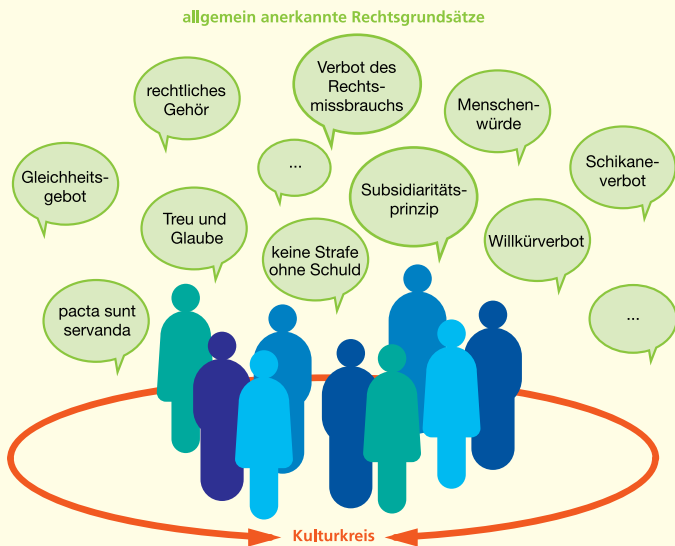 allgemein anerkannte Rechtsgrundsätze
rechtliches
Gehör
Verbot des
Rechts-
missbrauchs
Menschen-
würde
Gleichheits-
gebot
...
Schikane-
verbot
Treu und
Glaube
keine Strafe
ohne Schuld
Subsidiaritäts-
prinzip
Willkürverbot
pacta sunt
servanda
...
Kulturkreis